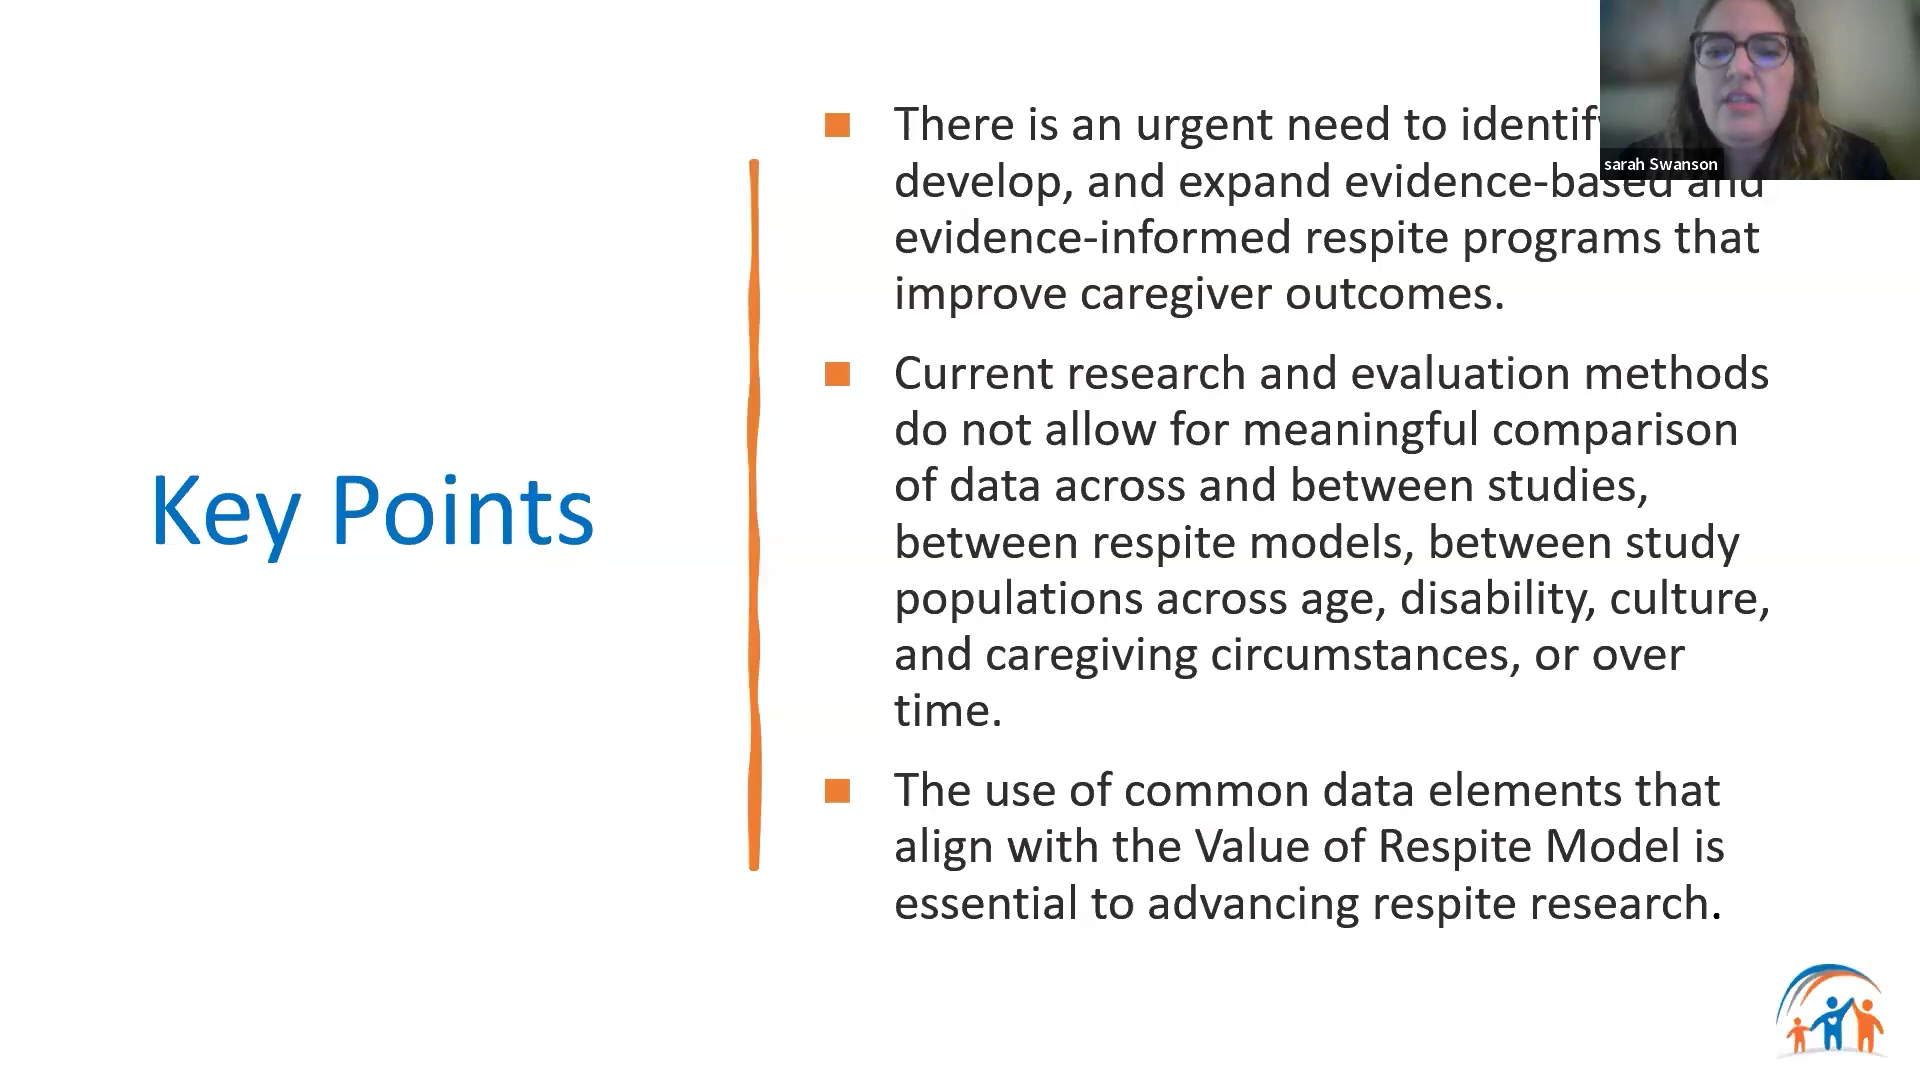 There is an urgent need to identify
sarah Swanson
develop, and expand evidence-based and
evidence-informed respite programs that
improve caregiver outcomes.
Current research and evaluation methods
do not allow for meaningful comparison
of data across and between studies,
Key Points
between respite models, between study
populations across age, disability, culture,
and caregiving circumstances, or over
time.
The use of common data elements that
align with the Value of Respite Model is
essential to advancing respite research.